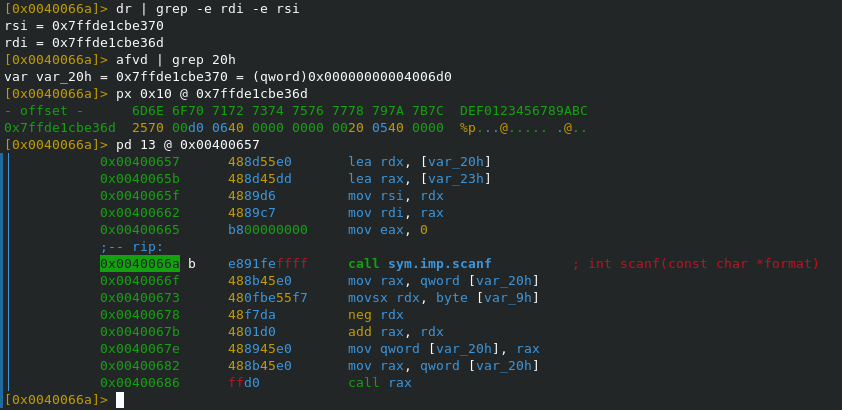 [0x0040066a]> dr | grep -e rdi -e rsi
rsi = 0x7ffde1cbe370
rdi = 0x7ffde1cbe36d
[0x0040066a]> afvd | grep 20h
var var_20h = 0x7ffde1cbe370 = (qword)0x00000000004006d0
[0x0040066a]> px 0x10 @ 0x7ffde1cbe36d
- offset -      6D6E 6F70 7172 7374 7576 7778 797A 7B7C  DEF0123456789ABC
0x7ffde1cbe36d  2570 00d0 0640 0000 0000 0020 0540 0000  %p...@..... .@..
[0x0040066a]> pd 13 @ 0x00400657
0x00400657      488d55e0       lea rdx, [var_20h]
0x0040065b      488d45dd       lea rax, [var_23h]
0x0040065f      4889d6         mov rsi, rdx
0x00400662      4889c7         mov rdi, rax
0x00400665      b800000000     mov eax, 0
;-- rip:
0x0040066a b    e891feffff     call sym.imp.scanf          ; int scanf(const char *format)
0x0040066f      488b45e0       mov rax, qword [var_20h]
0x00400673      480fbe55f7     movsx rdx, byte [var_9h]
0x00400678      48f7da         neg rdx
0x0040067b      4801d0         add rax, rdx
0x0040067e      488945e0       mov qword [var_20h], rax
0x00400682      488b45e0       mov rax, qword [var_20h]
0x00400686      ffd0           call rax
[0x0040066a]>